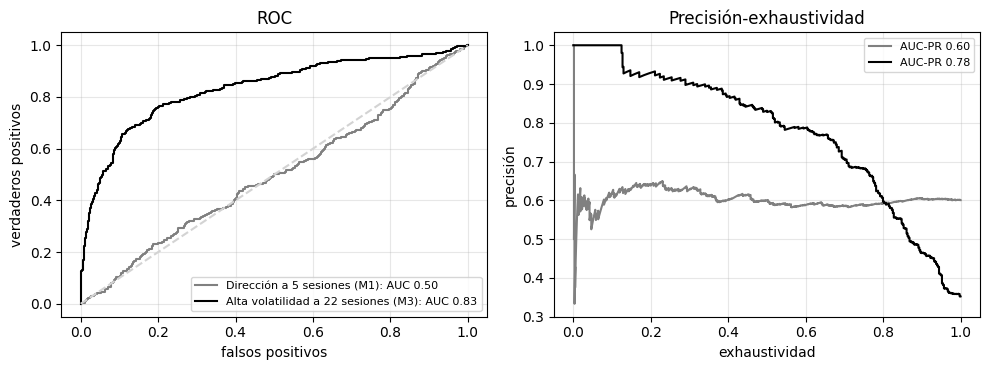 ROC
verdaderos positivos
1.0
0.8
0.6
0.4
0.2
0.0
Dirección a 5 sesiones (M1): AUC 0.50
Alta volatilidad a 22 sesiones (M3): AUC 0.83
0.0 0.2 0.4 0.6 0.8 1.0
falsos positivos
Precisión-exhaustividad
precisión
1.0
0.9
0.8
0.7
0.6
0.5
0.4
0.3
AUC-PR 0.60
AUC-PR 0.78
0.0 0.2 0.4 0.6 0.8 1.0
exhaustividad